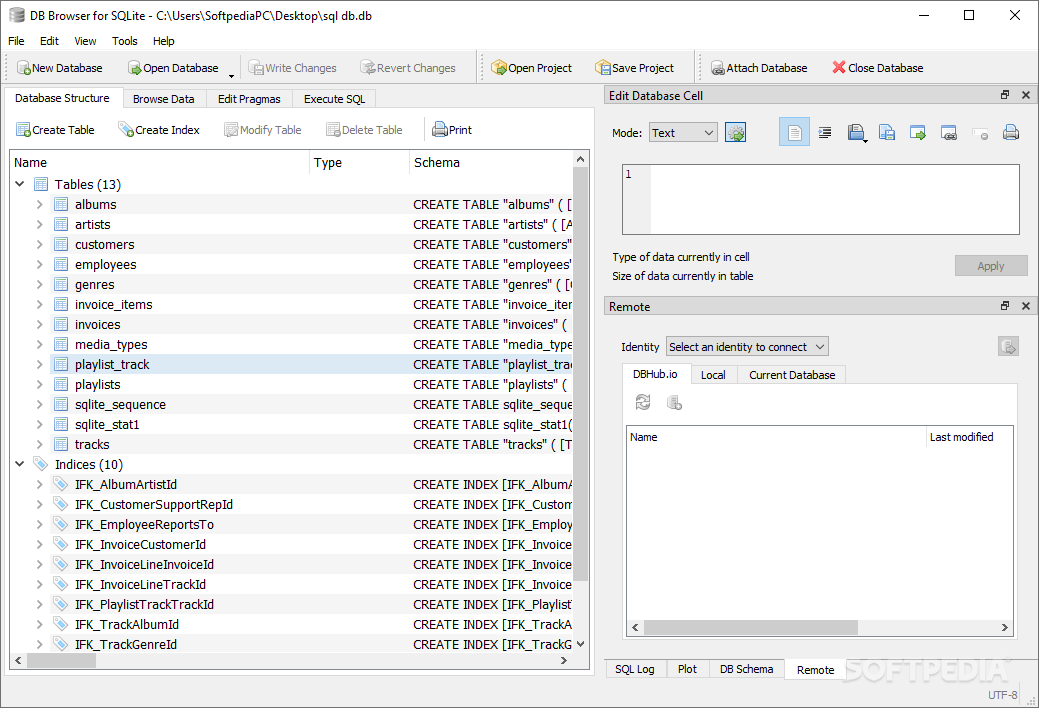 DB Browser for SQLite - C:\Users\SoftpediaPC\Desktop\sql db.db
File Edit View Tools Help
New Database Open Database Write Changes Revert Changes Open Project Save Project Attach Database Close Database
Database Structure Browse Data Edit Pragmas Execute SQL
Create Table Create Index Modify Table Delete Table Print
Name Type Schema
Tables (13)
albums CREATE TABLE "albums" ( [
artists CREATE TABLE "artists" ( [A
customers CREATE TABLE "customers"
employees CREATE TABLE "employees"
genres CREATE TABLE "genres" ( [G
invoice_items CREATE TABLE "invoice_iter
invoices CREATE TABLE "invoices" (
media_types CREATE TABLE "media_type
playlist_track CREATE TABLE "playlist_trac
playlists CREATE TABLE "playlists" (
sqlite_sequence CREATE TABLE sqlite_seque
sqlite_stat1 CREATE TABLE sqlite_stat1(
tracks CREATE TABLE "tracks" ( [T
Indices (10)
IFK_AlbumArtistId CREATE INDEX [IFK_AlbumA
IFK_CustomerSupportRepId CREATE INDEX [IFK_Custom
IFK_EmployeeReportsTo CREATE INDEX [IFK_Employ
IFK_InvoiceCustomerId CREATE INDEX [IFK_Invoice
IFK_InvoiceLineInvoiceId CREATE INDEX [IFK_Invoice
IFK_InvoiceLineTrackId CREATE INDEX [IFK_Invoice
IFK_PlaylistTrackTrackId CREATE INDEX [IFK_Playlist
IFK_TrackAlbumId CREATE INDEX [IFK_TrackA
IFK_TrackGenreId CREATE INDEX [IFK_TrackG
Edit Database Cell
Mode: Text
1
Type of data currently in cell
Size of data currently in table
Apply
Remote
Identity Select an identity to connect
DBHub.io Local Current Database
Name Last modified
SQL Log Plot DB Schema Remote
SOFTPEDIA
UTF-8